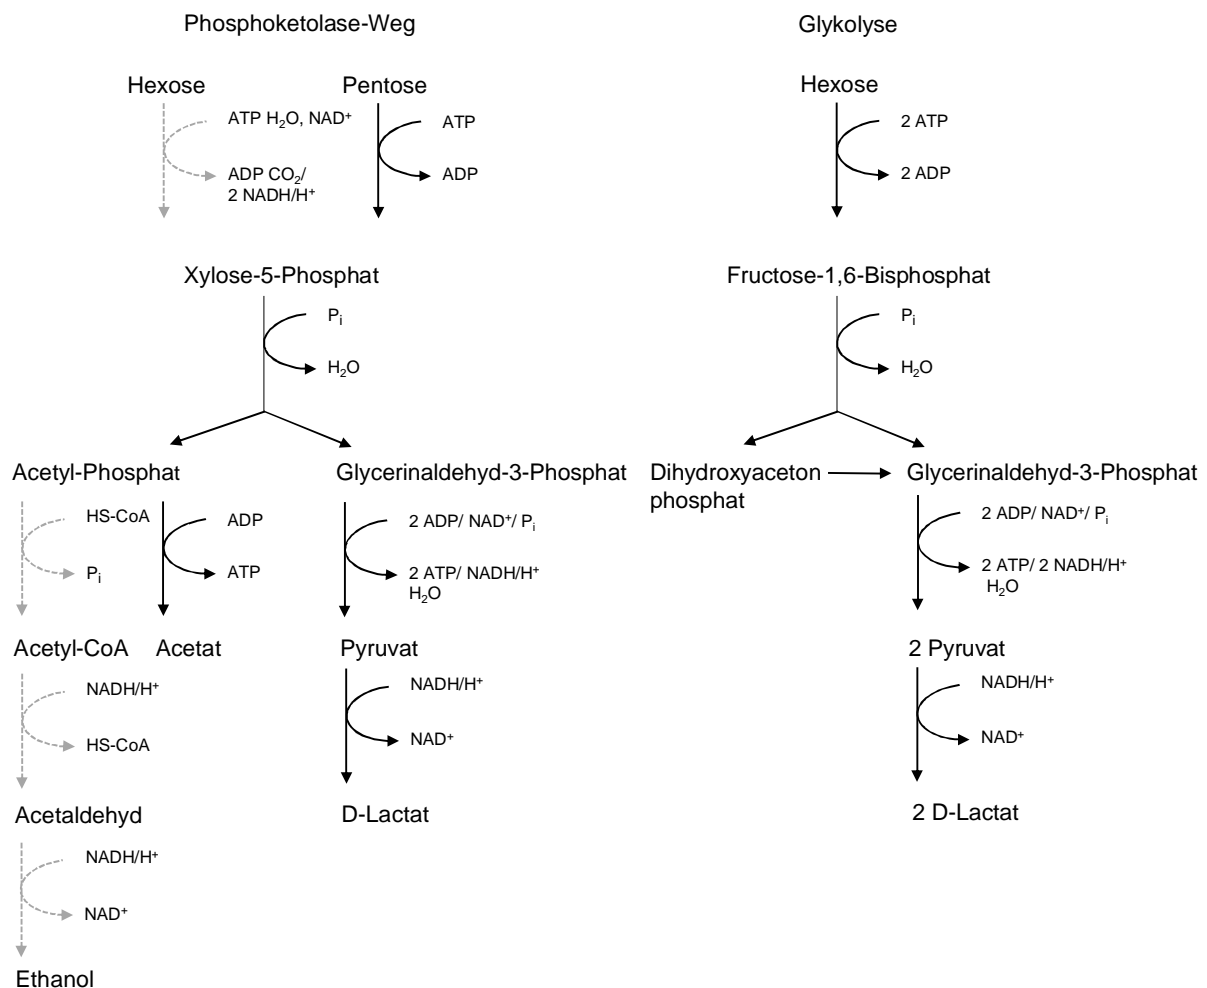 Phosphoketolase-Weg
Hexose
ATP H₂O, NAD⁺
ADP CO₂/
2 NADH/H⁺
Pentose
ATP
ADP
Xylose-5-Phosphat
Pᵢ
H₂O
Acetyl-Phosphat
HS-CoA
Pᵢ
ADP
ATP
Acetyl-CoA
Acetat
NADH/H⁺
HS-CoA
Acetaldehyd
NADH/H⁺
NAD⁺
Ethanol
Glycerinaldehyd-3-Phosphat
2 ADP/ NAD⁺/ Pᵢ
2 ATP/ NADH/H⁺
H₂O
Pyruvat
NADH/H⁺
NAD⁺
D-Lactat
Glykolyse
Hexose
2 ATP
2 ADP
Fructose-1,6-Bisphosphat
Pᵢ
H₂O
Dihydroxyaceton
phosphat
Glycerinaldehyd-3-Phosphat
2 ADP/ NAD⁺/ Pᵢ
2 ATP/ 2 NADH/H⁺
H₂O
2 Pyruvat
NADH/H⁺
NAD⁺
2 D-Lactat